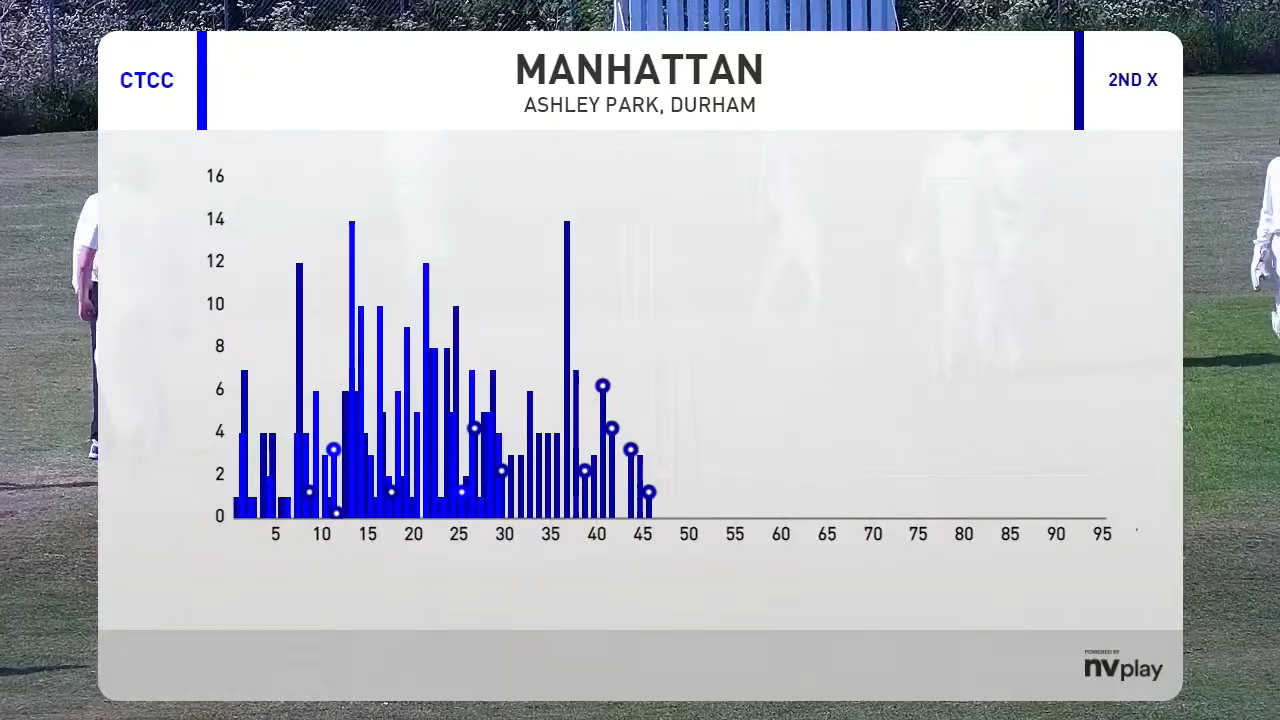 CTCC
MANHATTAN
ASHLEY PARK, DURHAM
2ND X
16
14
12
10
8
6
4
2
0
5 10 15 20 25 30 35 40 45 50 55 60 65 70 75 80 85 90 95
POWERED BY
nvplay